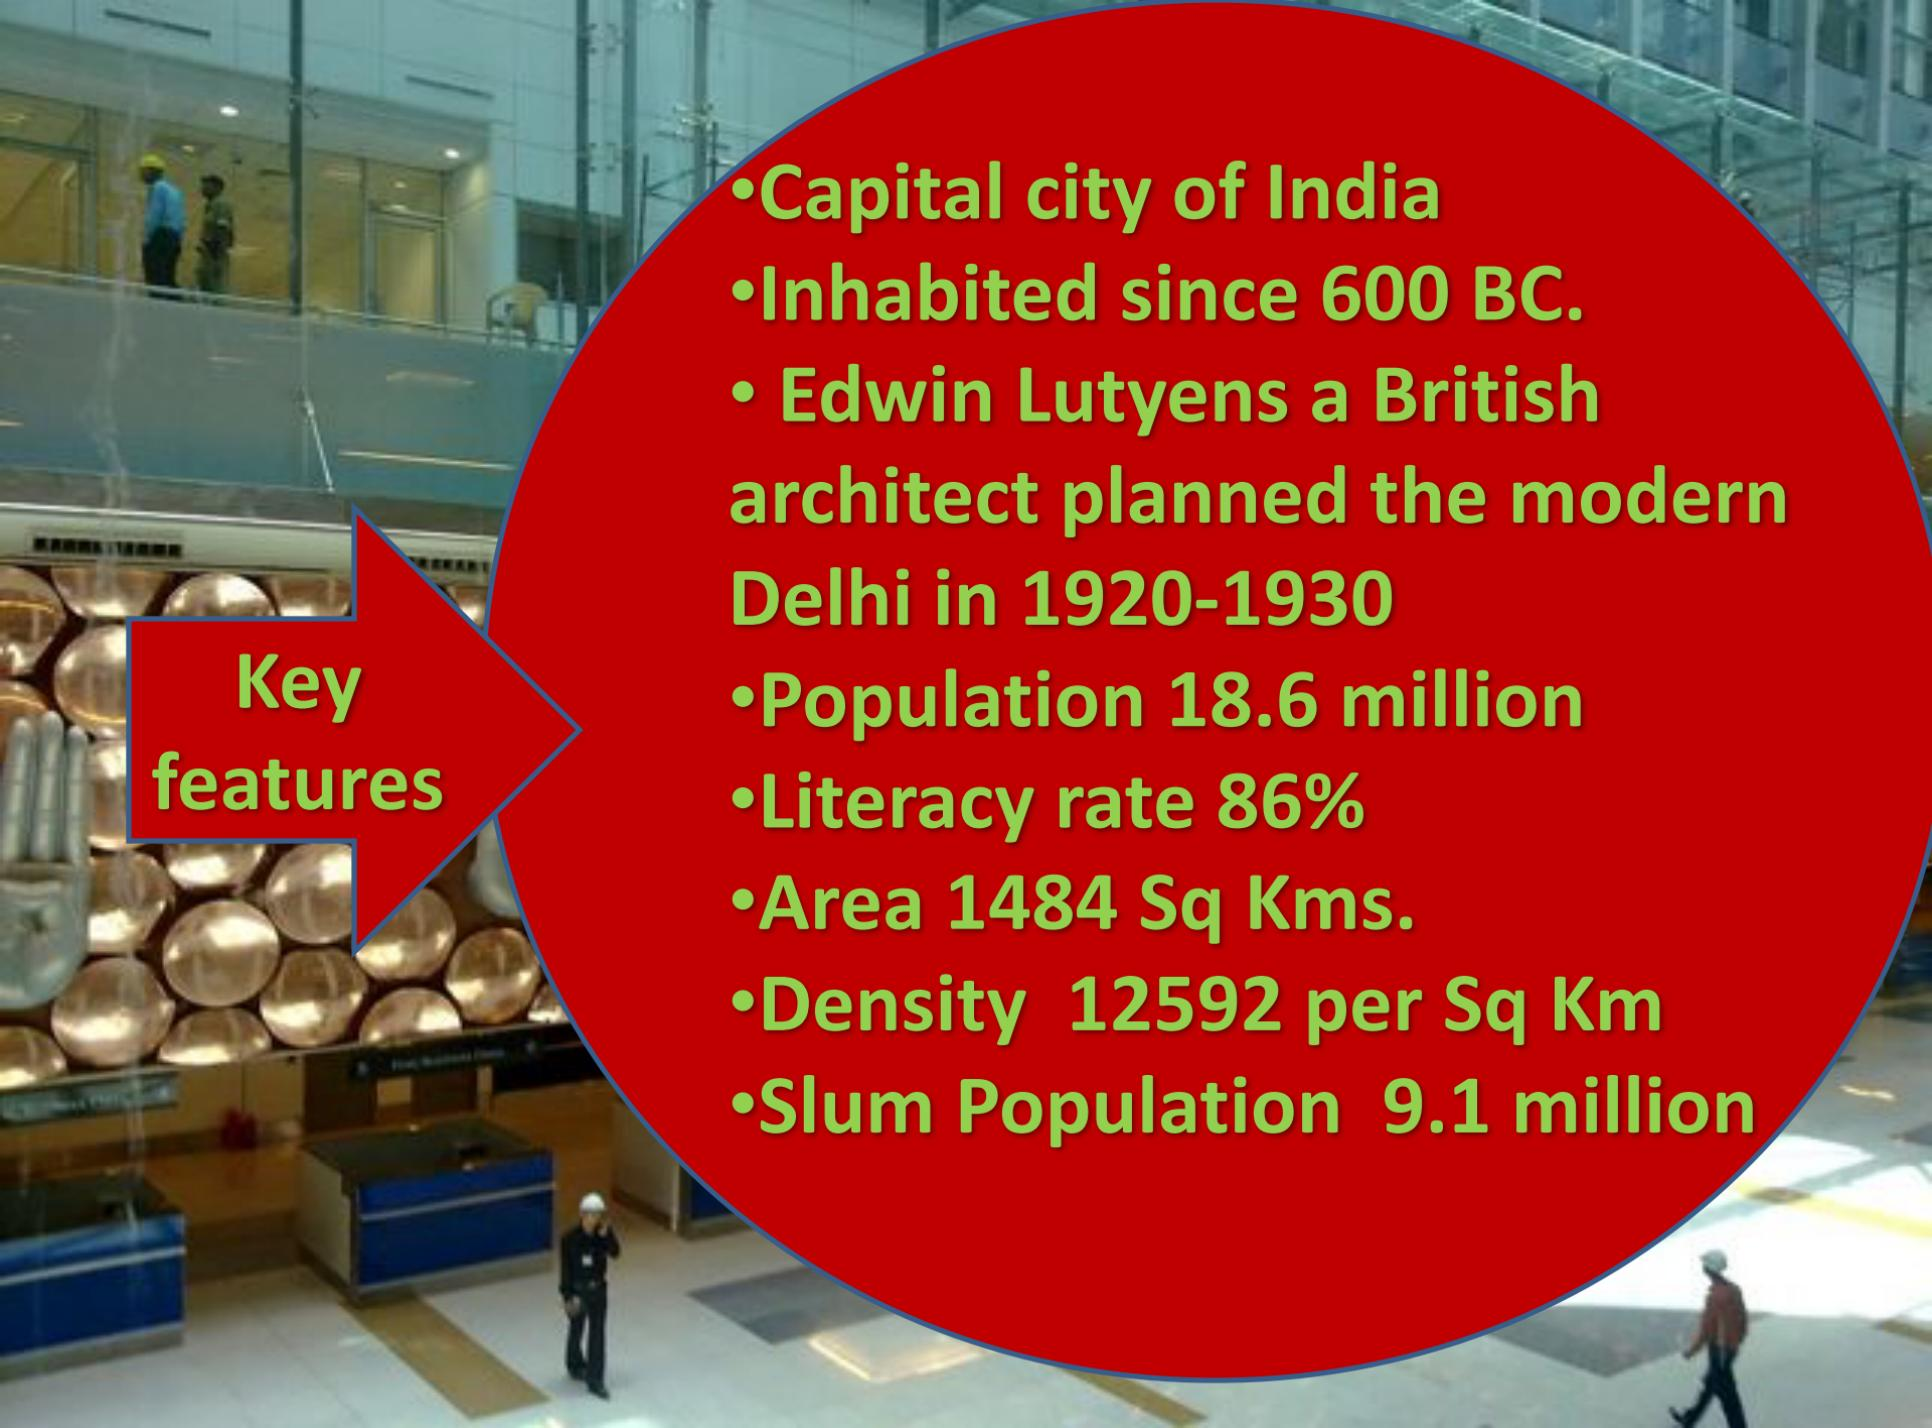 Key
features
•Capital city of India
•Inhabited since 600 BC.
• Edwin Lutyens a British
architect planned the modern
Delhi in 1920-1930
•Population 18.6 million
•Literacy rate 86%
•Area 1484 Sq Kms.
•Density  12592 per Sq Km
•Slum Population  9.1 million